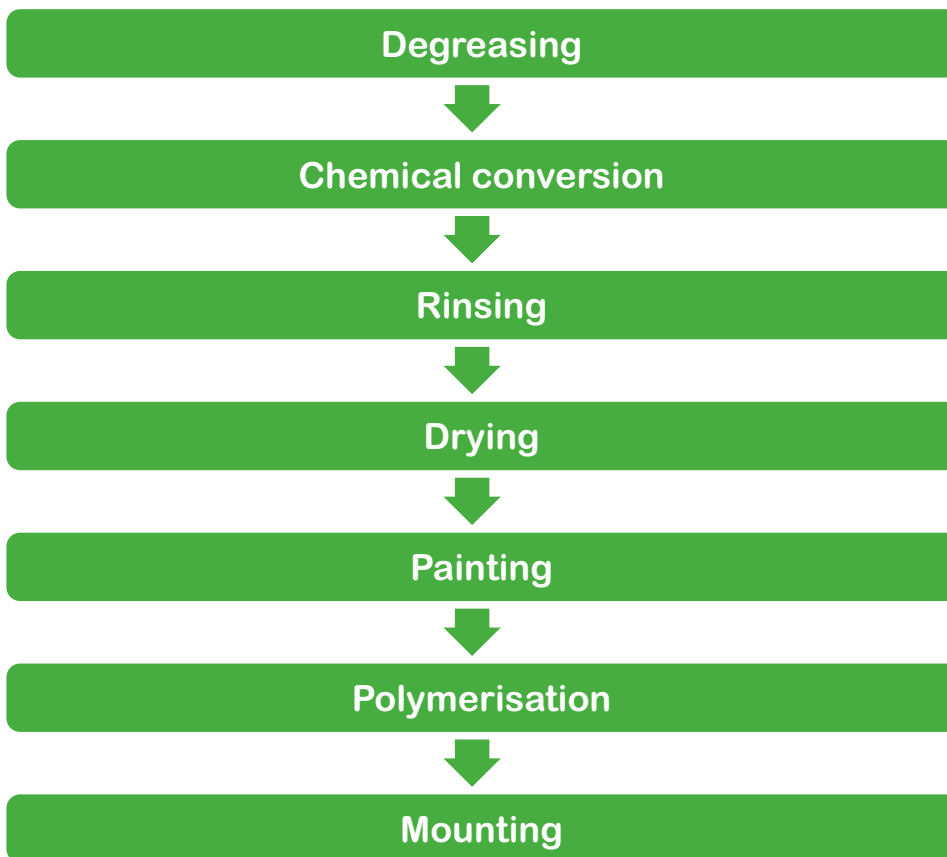 Degreasing
Chemical conversion
Rinsing
Drying
Painting
Polymerisation
Mounting